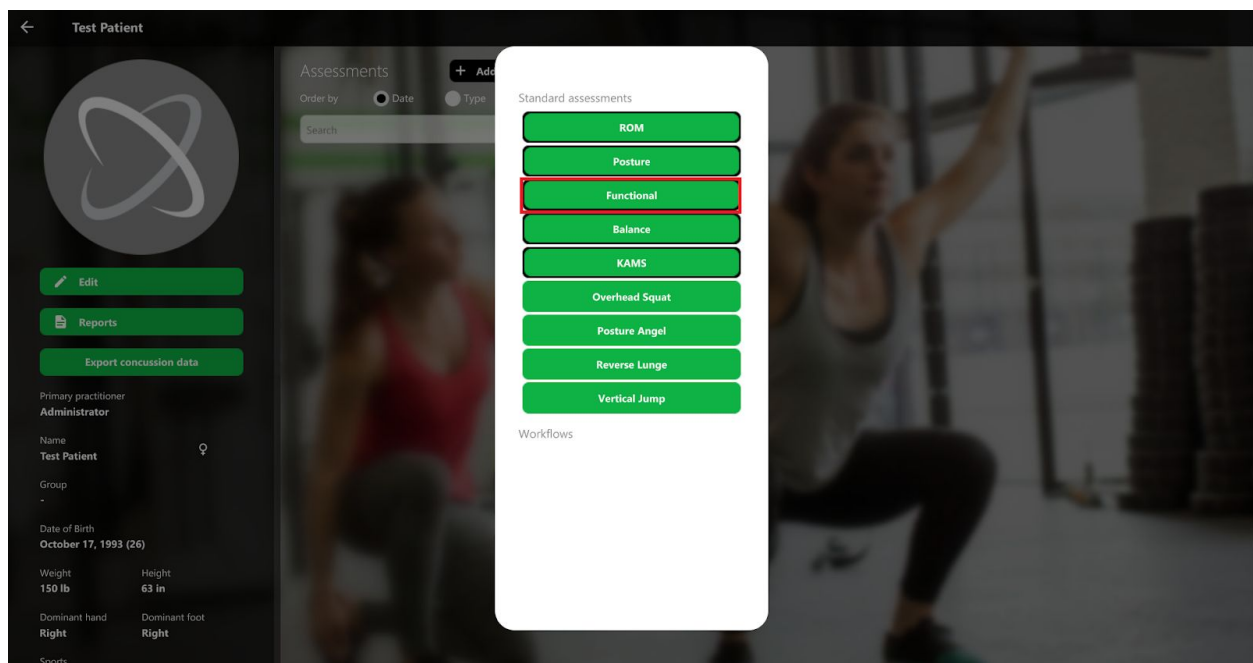 Test Patient
Assessments
+ Add
Order by
Date
Type
Search
Edit
Reports
Export concussion data
Primary practitioner
Administrator
Name
Test Patient
Group
-
Date of Birth
October 17, 1993 (26)
Weight Height
150 lb 63 in
Dominant hand Dominant foot
Right Right
Sports
Standard assessments
ROM
Posture
Functional
Balance
KAMS
Overhead Squat
Posture Angel
Reverse Lunge
Vertical Jump
Workflows